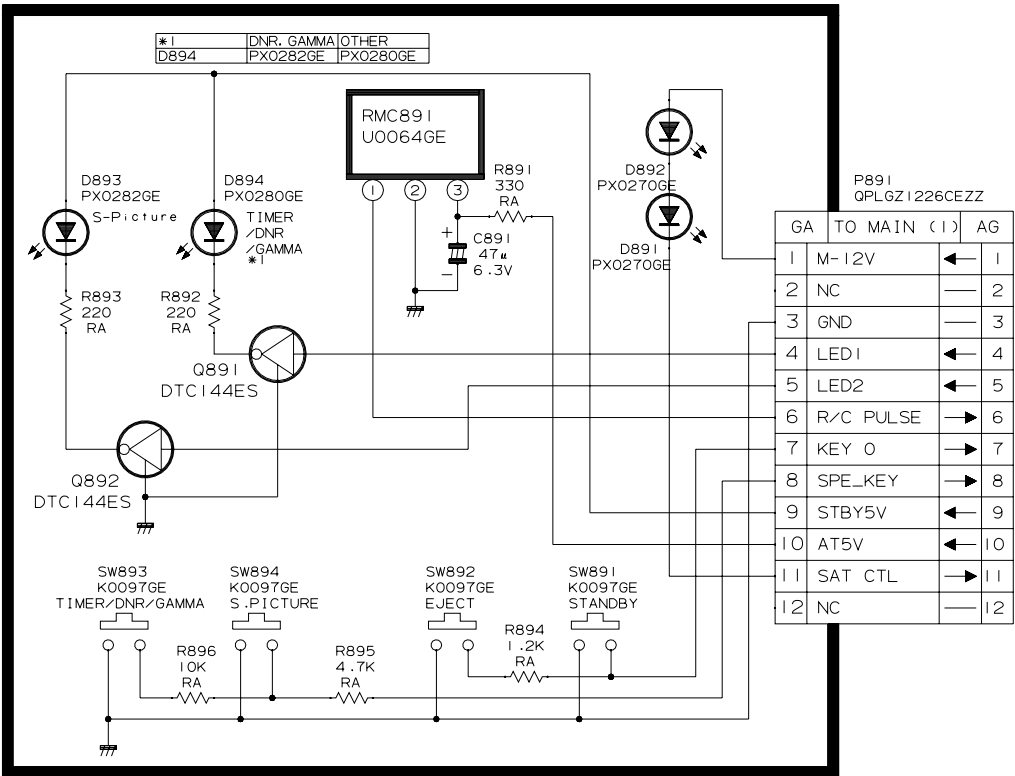 *1 DNR. GAMMA OTHER
D894 PX0282GE PX0280GE
RMC891
U0064GE
1 2 3
R891
330
RA
+
C891
47μ
6.3V
−
D892
PX0270GE
D891
PX0270GE
D893
PX0282GE
S-Picture
D894
PX0280GE
TIMER
/DNR
/GAMMA
*1
R893
220
RA
R892
220
RA
Q891
DTC144ES
Q892
DTC144ES
P891
QPLGZ1226CEZZ
GA TO MAIN (1) AG
1 M-12V 1
2 NC 2
3 GND 3
4 LED1 4
5 LED2 5
6 R/C PULSE 6
7 KEY 0 7
8 SPE_KEY 8
9 STBY5V 9
10 AT5V 10
11 SAT CTL 11
12 NC 12
SW893
K0097GE
TIMER/DNR/GAMMA
SW894
K0097GE
S.PICTURE
SW892
K0097GE
EJECT
SW891
K0097GE
STANDBY
R896
10K
RA
R895
4.7K
RA
R894
1.2K
RA